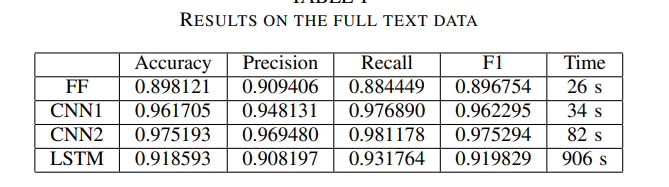 TABLE I
RESULTS ON THE FULL TEXT DATA
Accuracy Precision Recall F1 Time
FF 0.898121 0.909406 0.884449 0.896754 26 s
CNN1 0.961705 0.948131 0.976890 0.962295 34 s
CNN2 0.975193 0.969480 0.981178 0.975294 82 s
LSTM 0.918593 0.908197 0.931764 0.919829 906 s